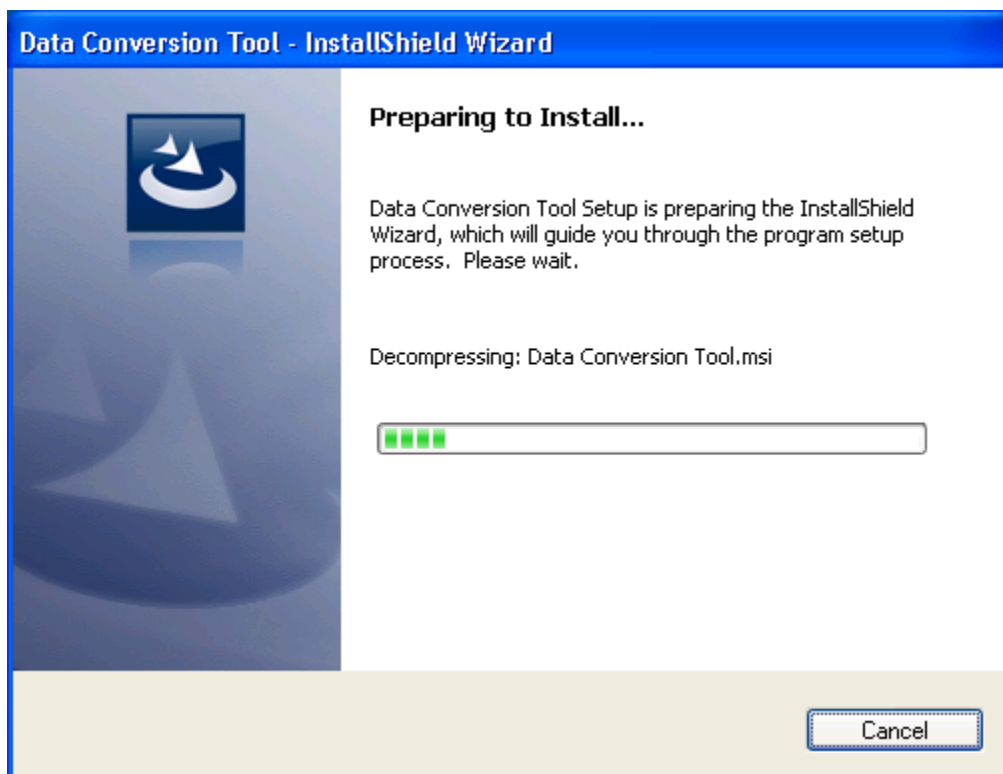 Data Conversion Tool - InstallShield Wizard
Preparing to Install...
Data Conversion Tool Setup is preparing the InstallShield
Wizard, which will guide you through the program setup
process.  Please wait.
Decompressing: Data Conversion Tool.msi
Cancel